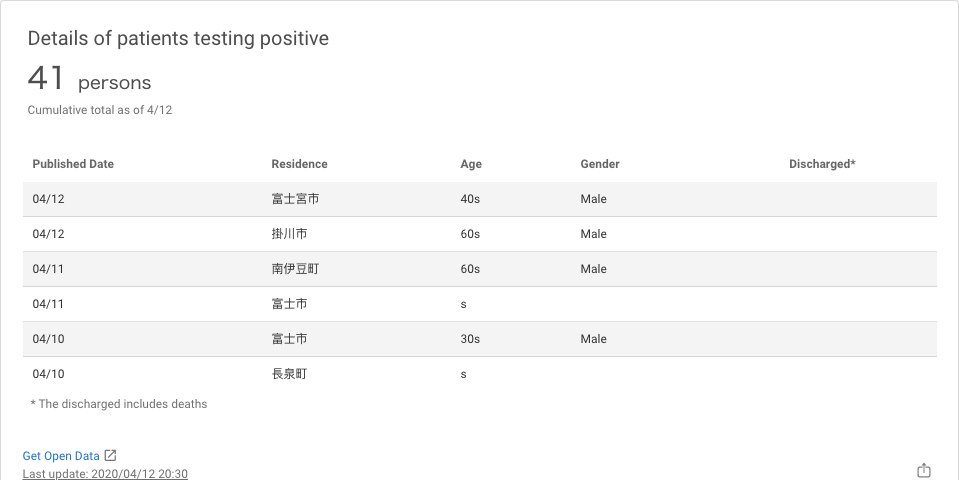 Details of patients testing positive
41 persons
Cumulative total as of 4/12
Published Date Residence Age Gender Discharged*
04/12 富士宮市 40s Male
04/12 掛川市 60s Male
04/11 南伊豆町 60s Male
04/11 富士市 s
04/10 富士市 30s Male
04/10 長泉町 s
* The discharged includes deaths
Get Open Data
Last update: 2020/04/12 20:30